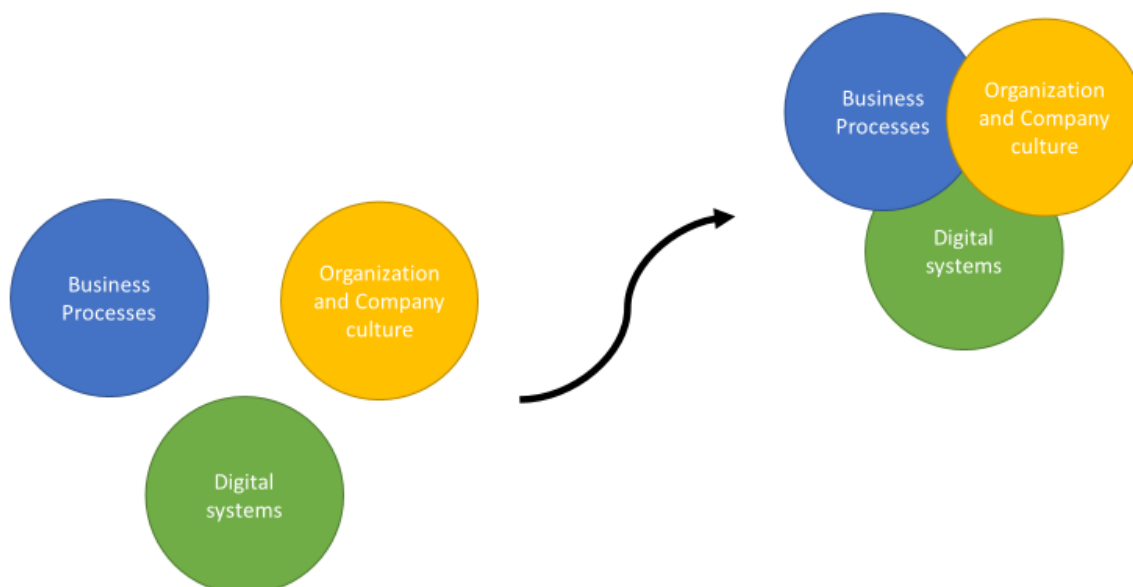 Business
Processes
Organization
and Company
culture
Digital
systems
Business
Processes
Organization
and Company
culture
Digital
systems